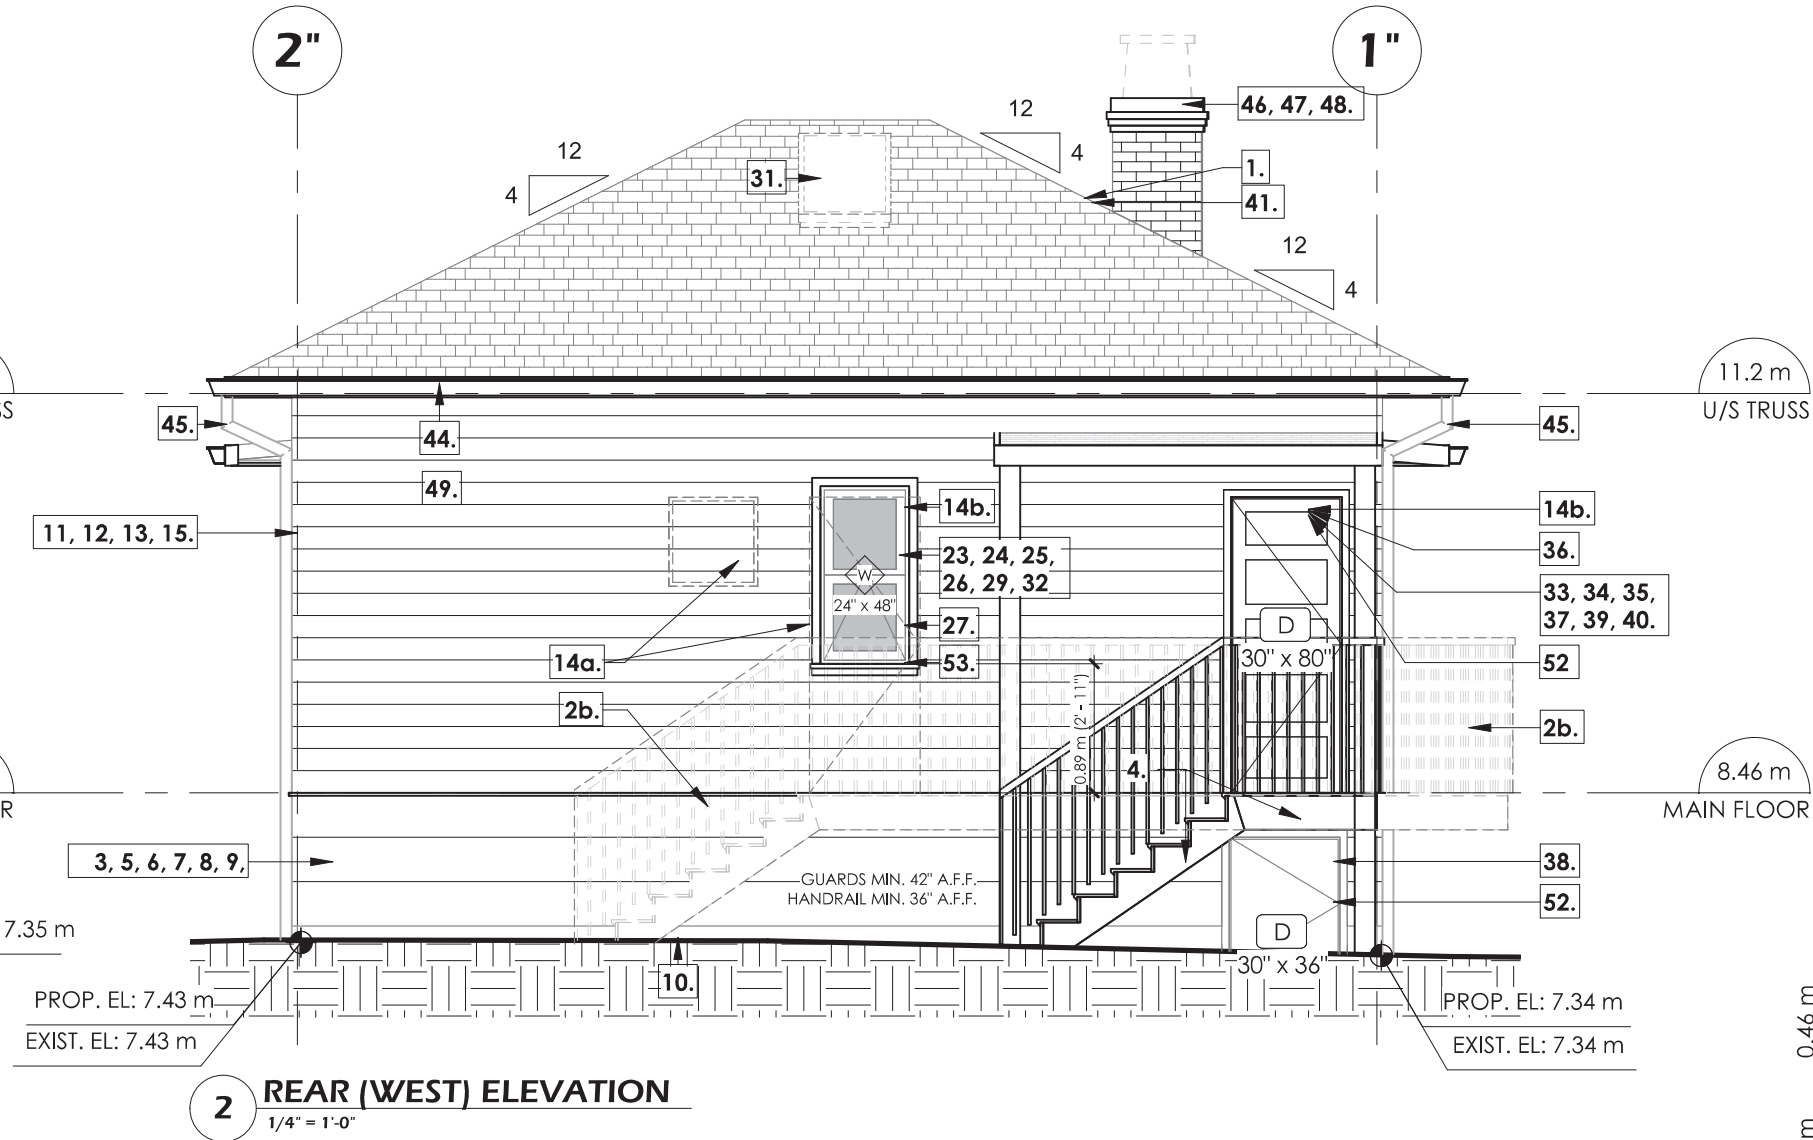 2"
1"
46, 47, 48.
12
4
12
4
31.
1.
41.
12
4
11.2 m
U/S TRUSS
SS
45.
44.
45.
49.
14b.
14b.
11, 12, 13, 15.
36.
23, 24, 25,
26, 29, 32
W
24" x 48"
33, 34, 35,
37, 39, 40.
27.
D
30" x 80"
14a.
53.
52
2b.
0.89 m (2' - 11")
2b.
4.
8.46 m
MAIN FLOOR
R
3, 5, 6, 7, 8, 9,
38.
GUARDS MIN. 42" A.F.F.
HANDRAIL MIN. 36" A.F.F.
52.
7.35 m
D
30" x 36"
10.
PROP. EL: 7.43 m
EXIST. EL: 7.43 m
PROP. EL: 7.34 m
EXIST. EL: 7.34 m
0.46 m
m
2
REAR (WEST) ELEVATION
1/4" = 1'-0"